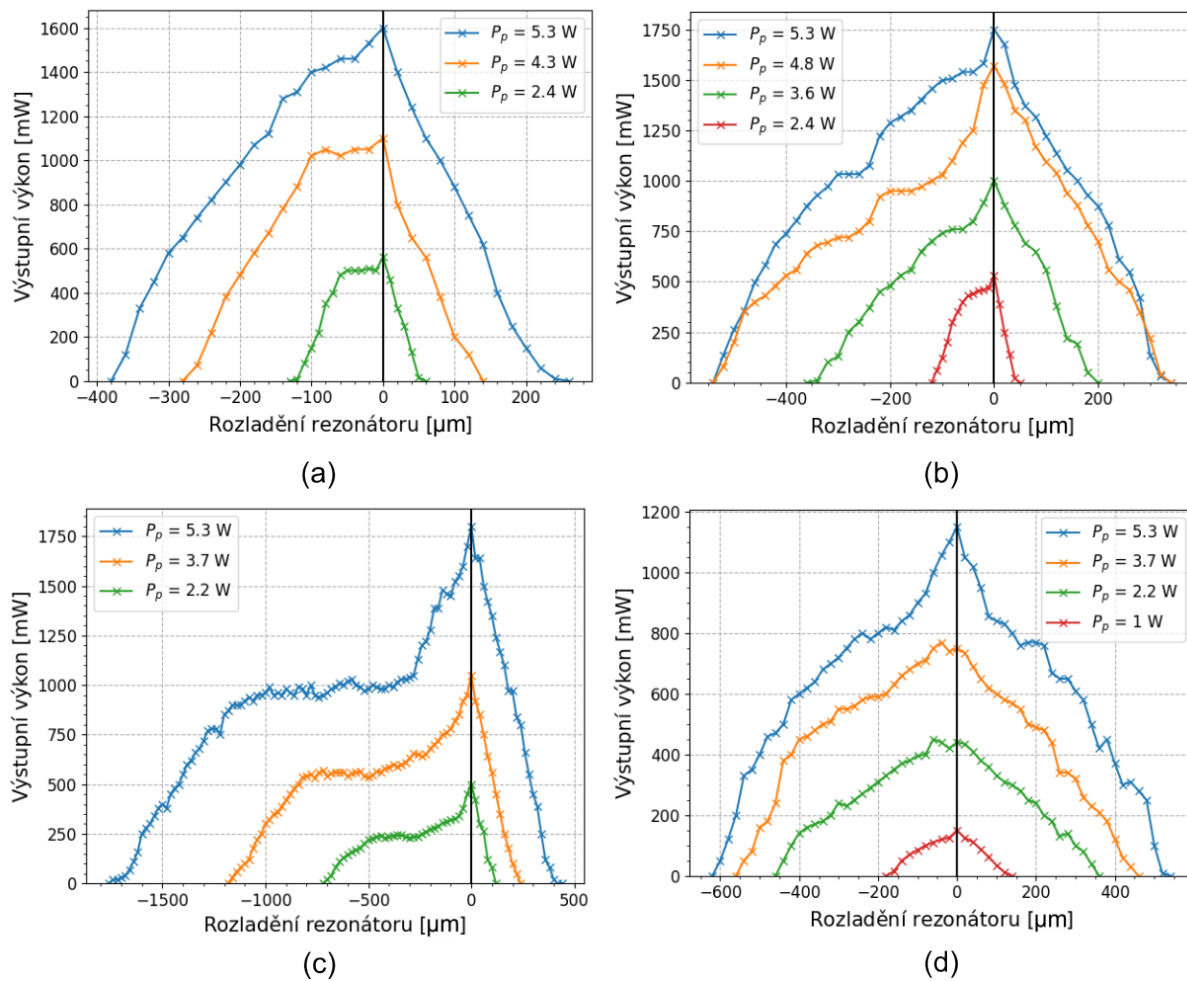 1600
1400
1200
1000
800
600
400
200
0
Výstupní výkon [mW]
P_p = 5.3 W
P_p = 4.3 W
P_p = 2.4 W
−400 −300 −200 −100 0 100 200
Rozladění rezonátoru [µm]
(a)
1750
1500
1250
1000
750
500
250
0
Výstupní výkon [mW]
P_p = 5.3 W
P_p = 4.8 W
P_p = 3.6 W
P_p = 2.4 W
−400 −200 0 200
Rozladění rezonátoru [µm]
(b)
1750
1500
1250
1000
750
500
250
0
Výstupní výkon [mW]
P_p = 5.3 W
P_p = 3.7 W
P_p = 2.2 W
−1500 −1000 −500 0 500
Rozladění rezonátoru [µm]
(c)
1200
1000
800
600
400
200
0
Výstupní výkon [mW]
P_p = 5.3 W
P_p = 3.7 W
P_p = 2.2 W
P_p = 1 W
−600 −400 −200 0 200 400
Rozladění rezonátoru [µm]
(d)